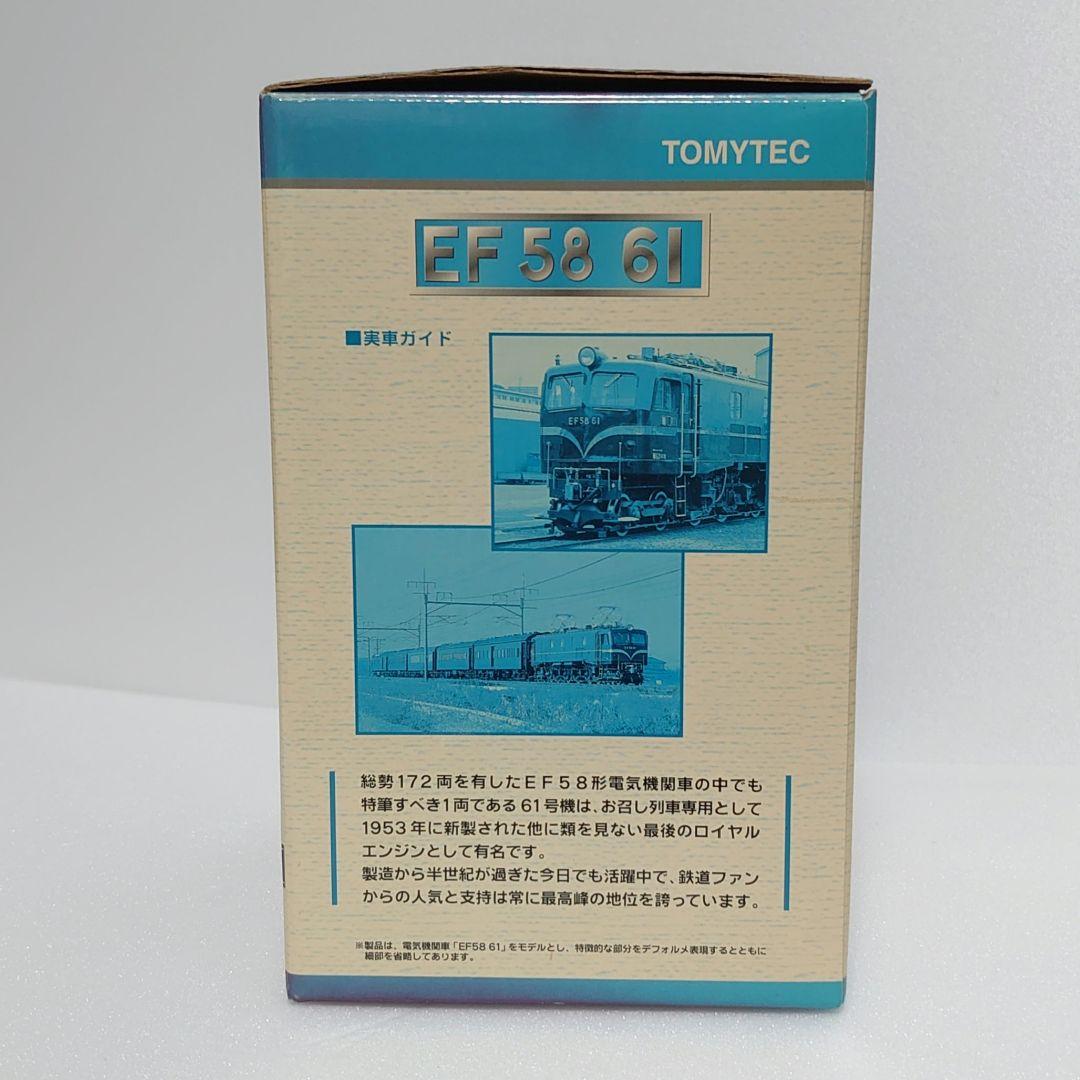 TOMYTEC
EF 58 61
■実車ガイド
EF58 61
総勢172両を有したEF58形電気機関車の中でも
特筆すべき1両である61号機は、お召し列車専用として
1953年に新製された他に類を見ない最後のロイヤル
エンジンとして有名です。
製造から半世紀が過ぎた今日でも活躍中で、鉄道ファン
からの人気と支持は常に最高峰の地位を誇っています。
※製品は、電気機関車「EF58 61」をモデルとし、特徴的な部分をデフォルメ表現するとともに
細部を省略してあります。